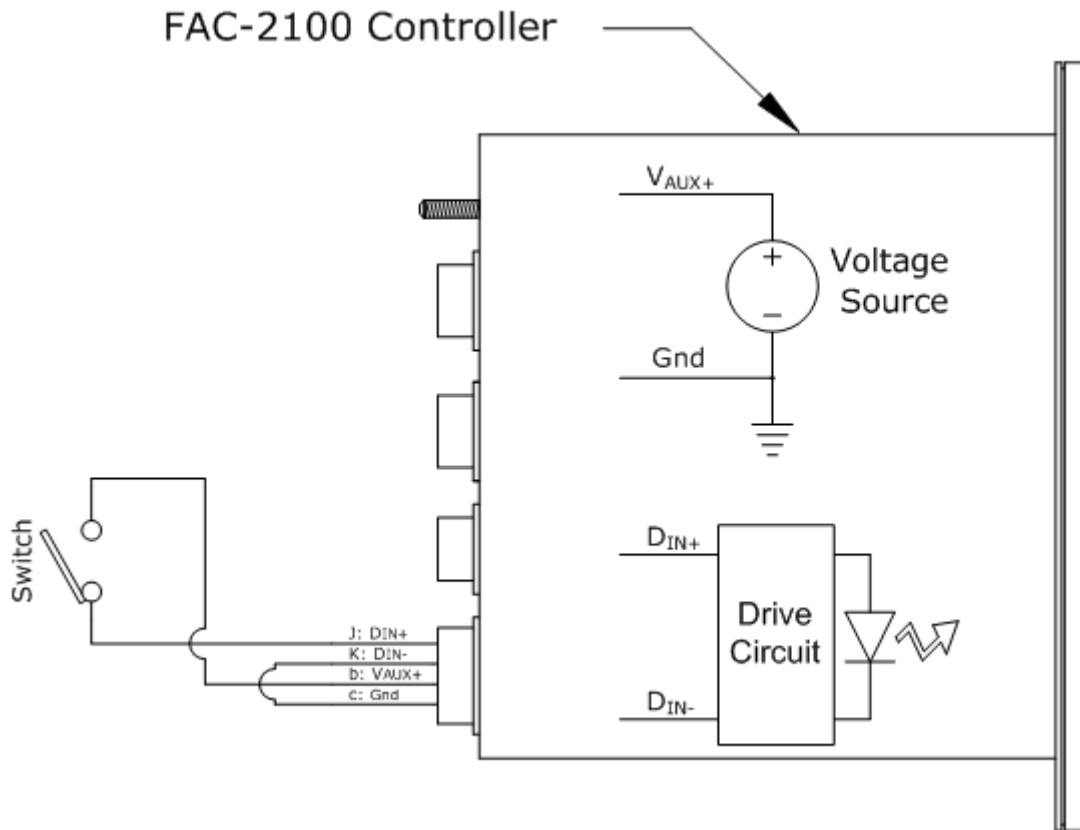 FAC-2100 Controller
VAUX+
+
Voltage
Source
−
Gnd
DIN+
Drive
Circuit
DIN-
Switch
J: DIN+
K: DIN-
b: VAUX+
c: Gnd